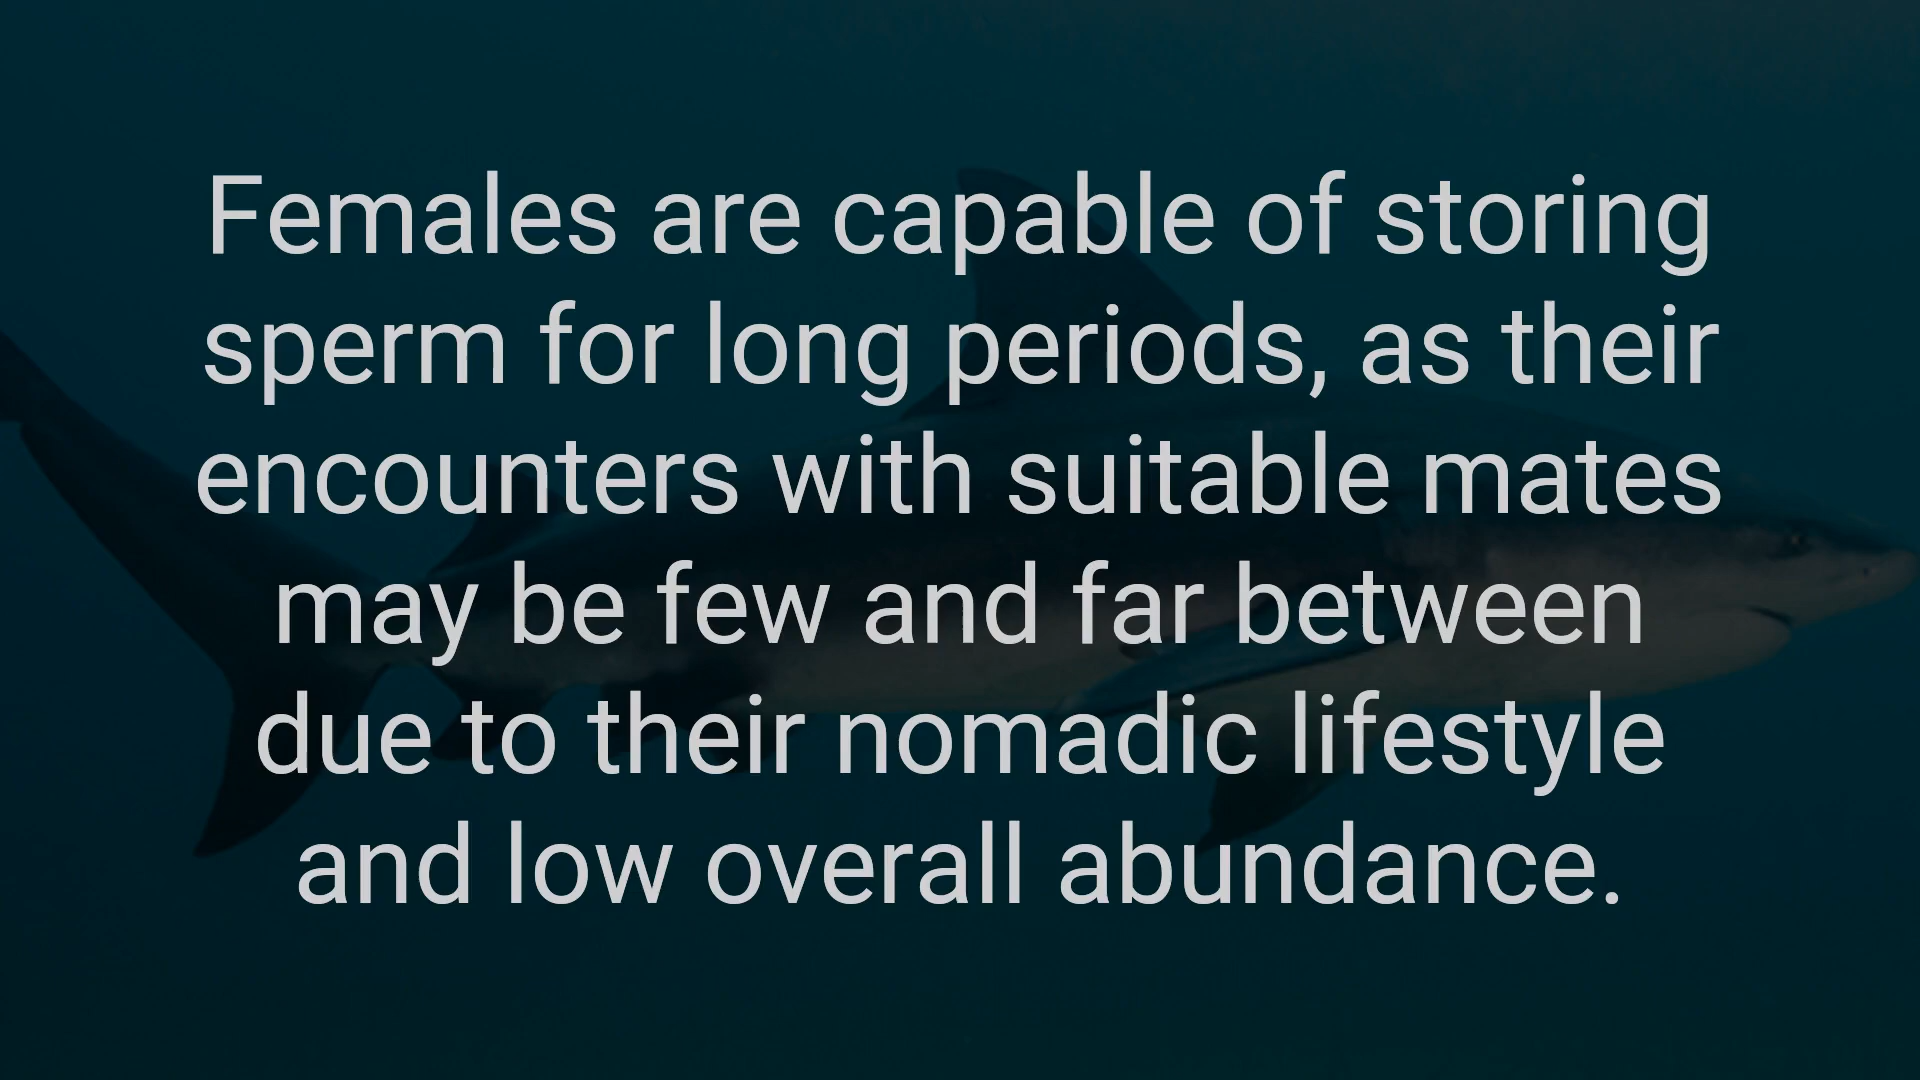 Females are capable of storing
sperm for long periods, as their
encounters with suitable mates
may be few and far between
due to their nomadic lifestyle
and low overall abundance.